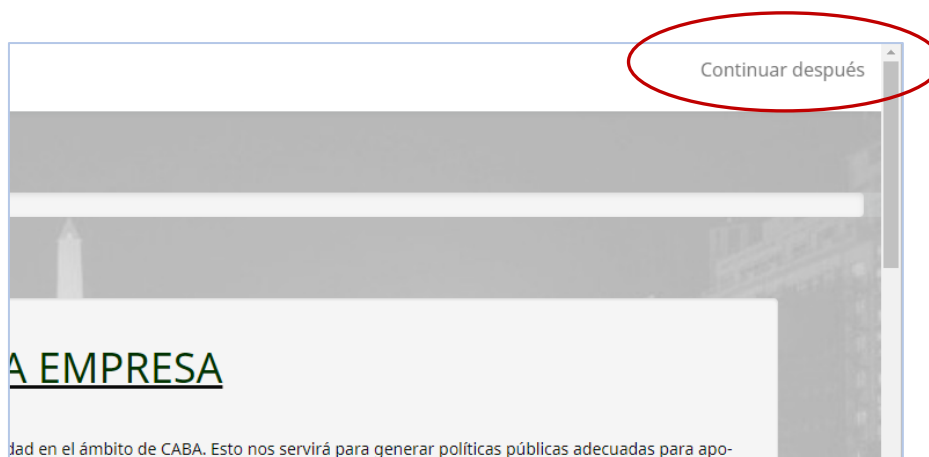 Continuar después
A EMPRESA
dad en el ámbito de CABA. Esto nos servirá para generar políticas públicas adecuadas para apo-